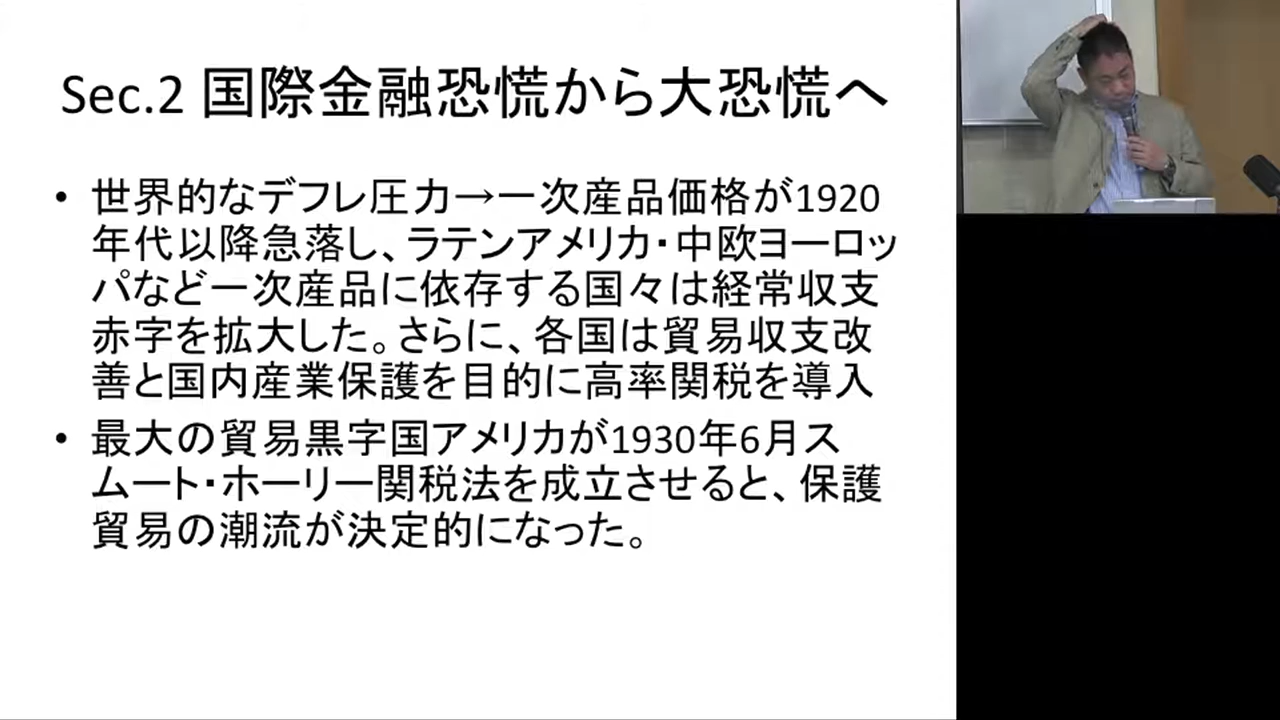 Sec.2 国際金融恐慌から大恐慌へ
• 世界的なデフレ圧力→一次産品価格が1920
年代以降急落し、ラテンアメリカ・中欧ヨーロッ
パなど一次産品に依存する国々は経常収支
赤字を拡大した。さらに、各国は貿易収支改
善と国内産業保護を目的に高率関税を導入
• 最大の貿易黒字国アメリカが1930年6月ス
ムート・ホーリー関税法を成立させると、保護
貿易の潮流が決定的になった。